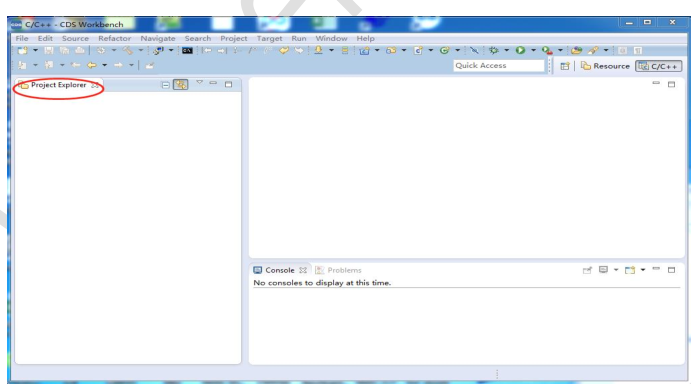 C/C++ - CDS Workbench
File Edit Source Refactor Navigate Search Project Target Run Window Help
Quick Access Resource C/C++
Project Explorer
Console Problems
No consoles to display at this time.